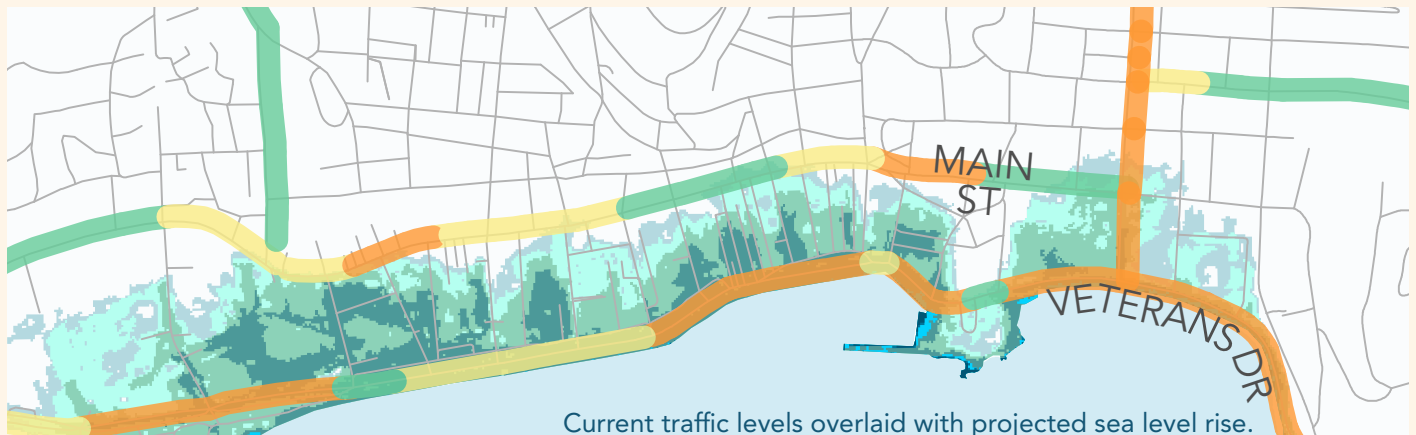 MAIN
ST
VETERANS DR
Current traffic levels overlaid with projected sea level rise.